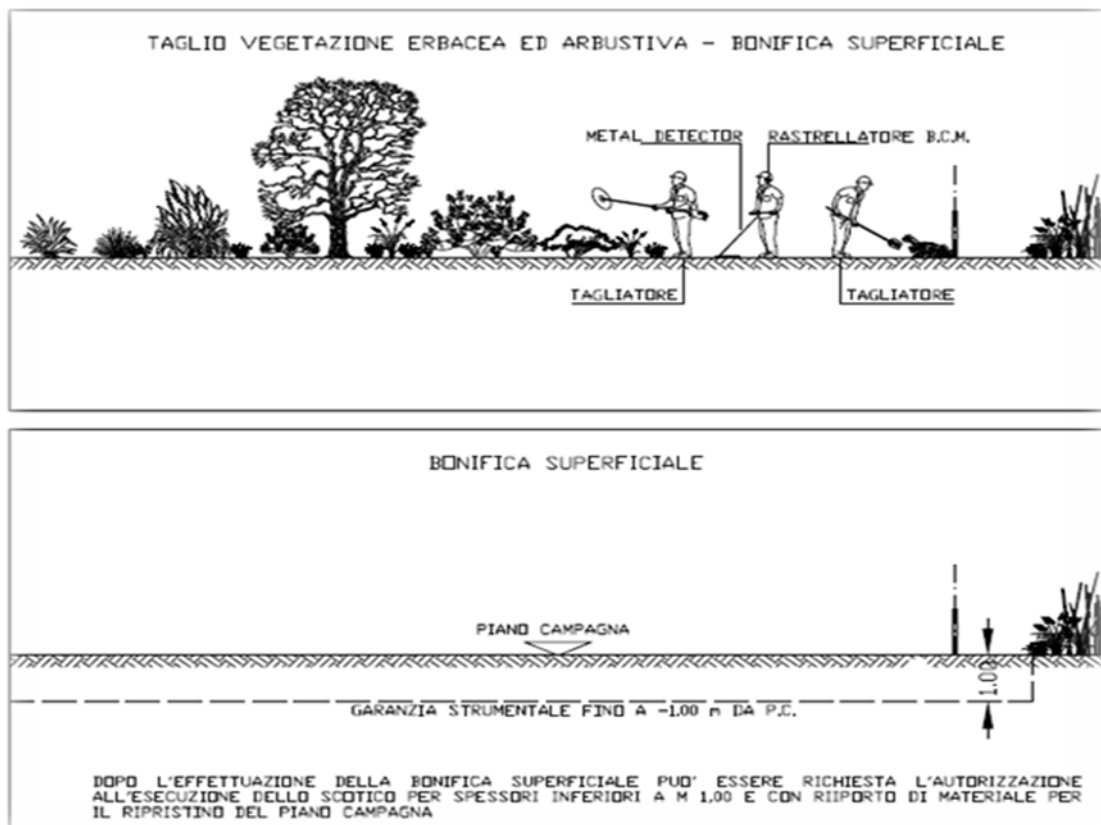 TAGLIO VEGETAZIONE ERBACEA ED ARBUSTIVA - BONIFICA SUPERFICIALE
METAL DETECTOR
RASTRELLATORE B.C.M.
TAGLIATORE
TAGLIATORE
BONIFICA SUPERFICIALE
PIANO CAMPAGNA
1.00
GARANZIA STRUMENTALE FINO A -1.00 m DA P.C.
DOPO L'EFFETTUAZIONE DELLA BONIFICA SUPERFICIALE PUO' ESSERE RICHIESTA L'AUTORIZZAZIONE
ALL'ESECUZIONE DELLO SCOTICO PER SPESSORI INFERIORI A M 1,00 E CON RIIPORTO DI MATERIALE PER
IL RIPRISTINO DEL PIANO CAMPAGNA